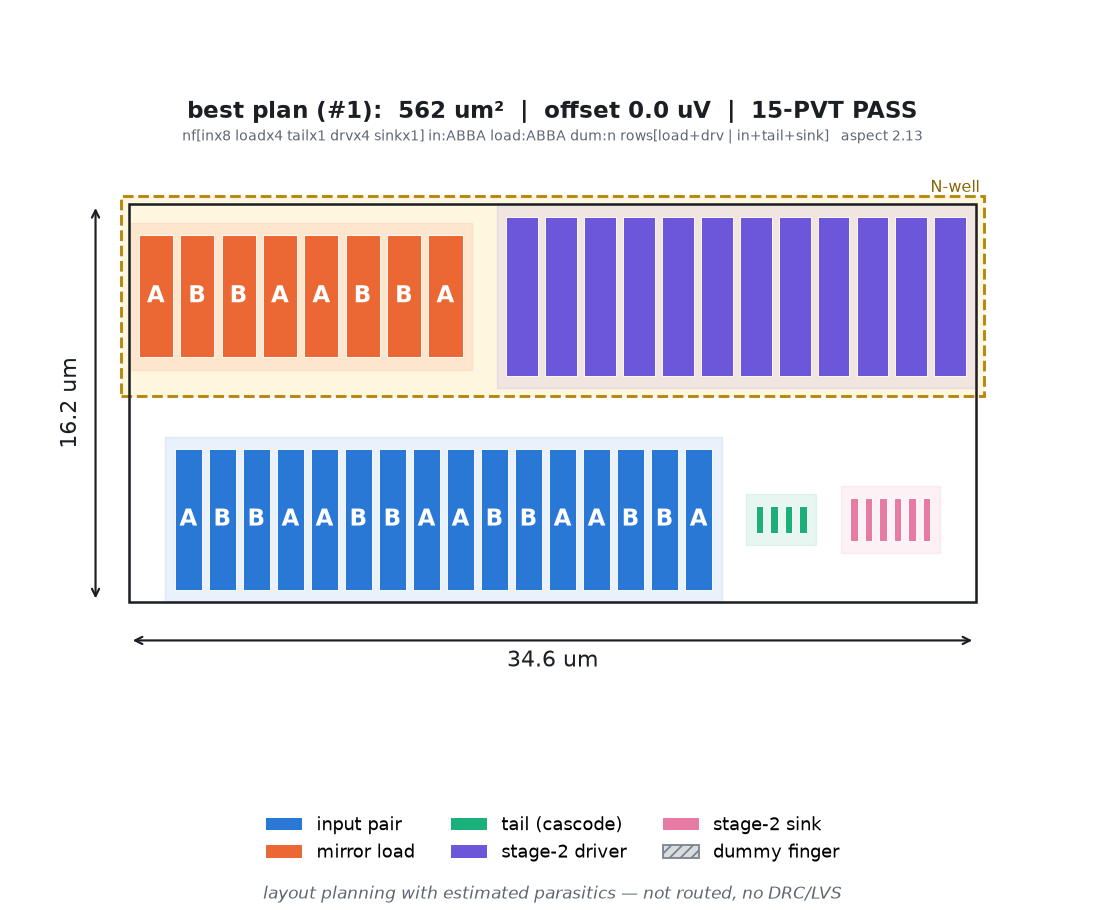 best plan (#1):  562 um²  |  offset 0.0 uV  |  15-PVT PASS
nf[inx8 loadx4 tailx1 drvx4 sinkx1] in:ABBA load:ABBA dum:n rows[load+drv | in+tail+sink]   aspect 2.13
N-well
A B B A A B B A
16.2 um
A B B A A B B A A B B A A B B A
34.6 um
input pair
tail (cascode)
stage-2 sink
mirror load
stage-2 driver
dummy finger
layout planning with estimated parasitics — not routed, no DRC/LVS